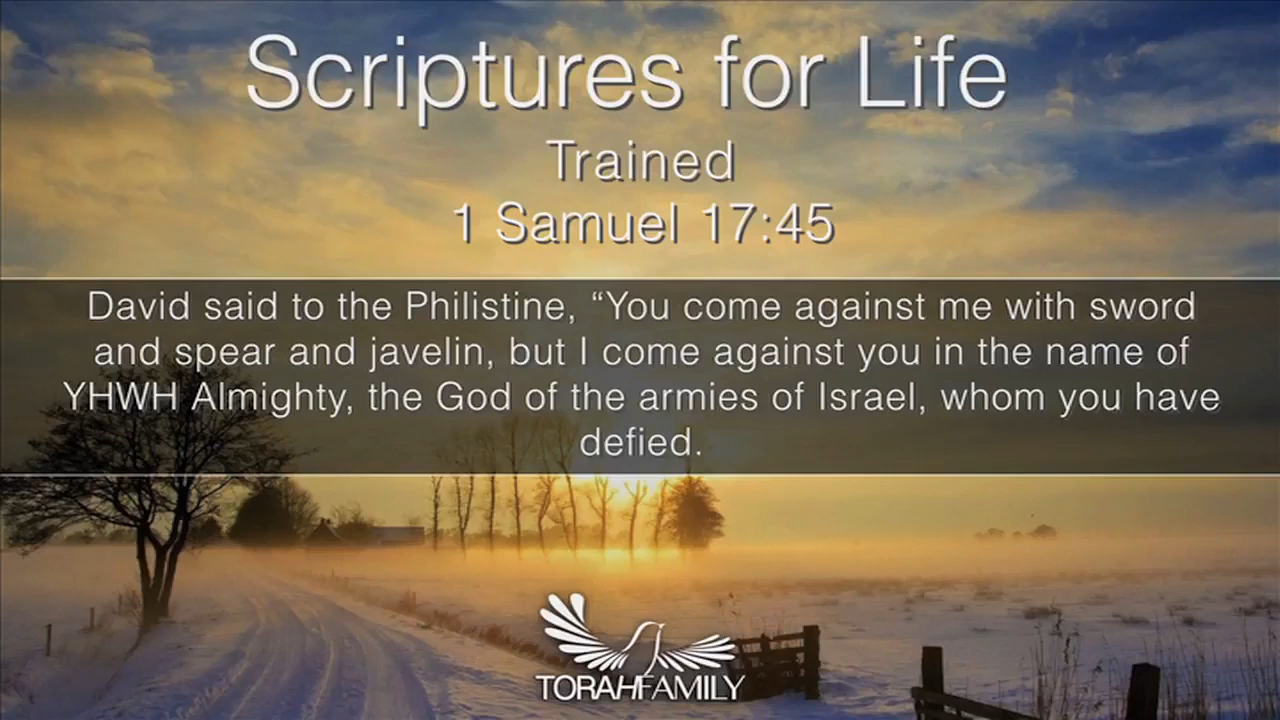 Scriptures for Life
Trained
1 Samuel 17:45
David said to the Philistine, “You come against me with sword
and spear and javelin, but I come against you in the name of
YHWH Almighty, the God of the armies of Israel, whom you have
defied.
TORAHFAMILY